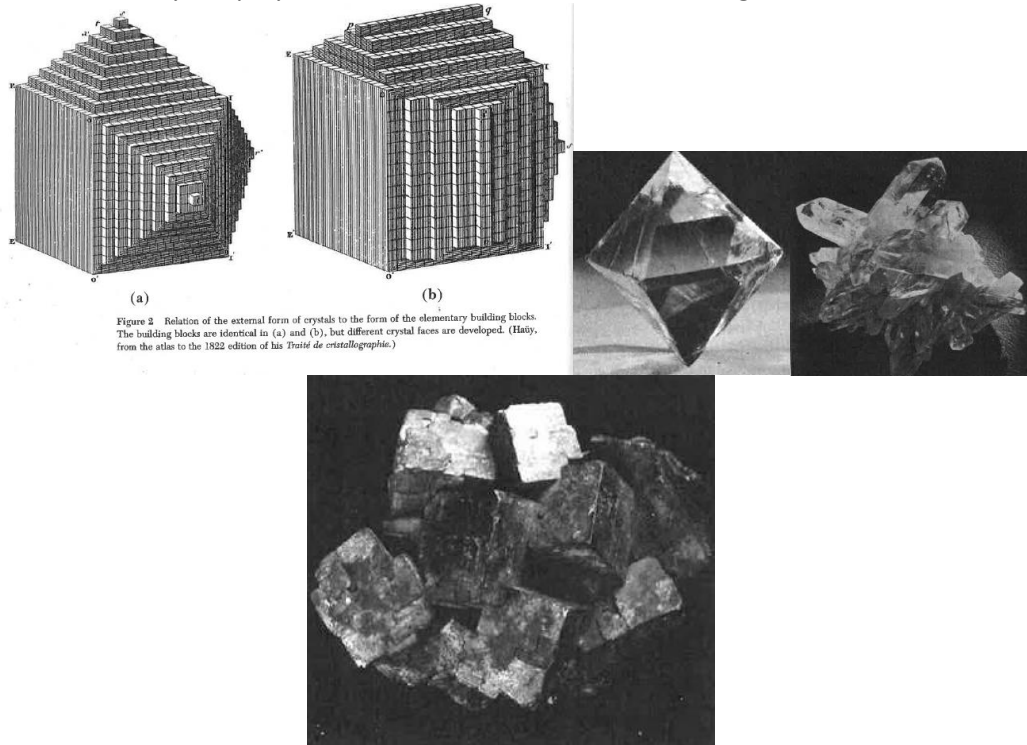 s'
r
s
p
q
E
I
O
E
I
O
s
r'
s
E'
I'
O'
E'
I'
O'
(a)
(b)
Figure 2 Relation of the external form of crystals to the form of the elementary building blocks.
The building blocks are identical in (a) and (b), but different crystal faces are developed. (Haüy,
from the atlas to the 1822 edition of his Traité de cristallographie.)